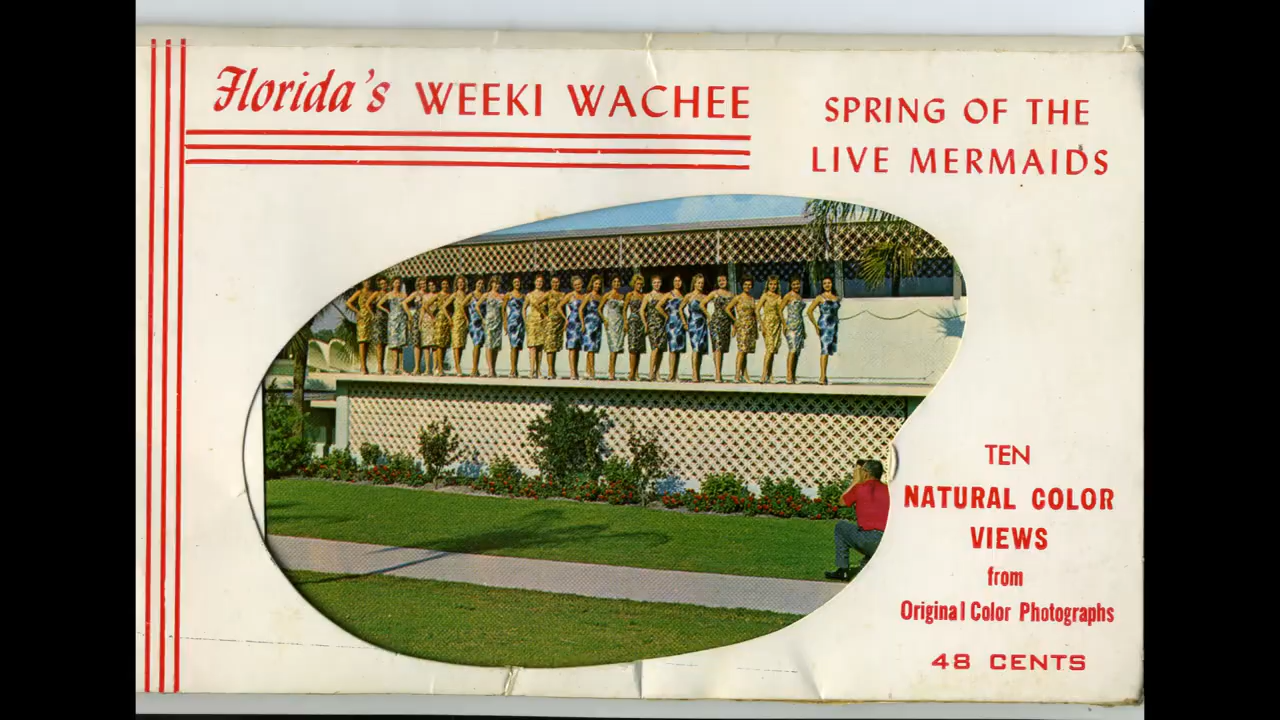 Florida's WEEKI WACHEE
SPRING OF THE
LIVE MERMAIDS
TEN
NATURAL COLOR
VIEWS
from
Original Color Photographs
48 CENTS